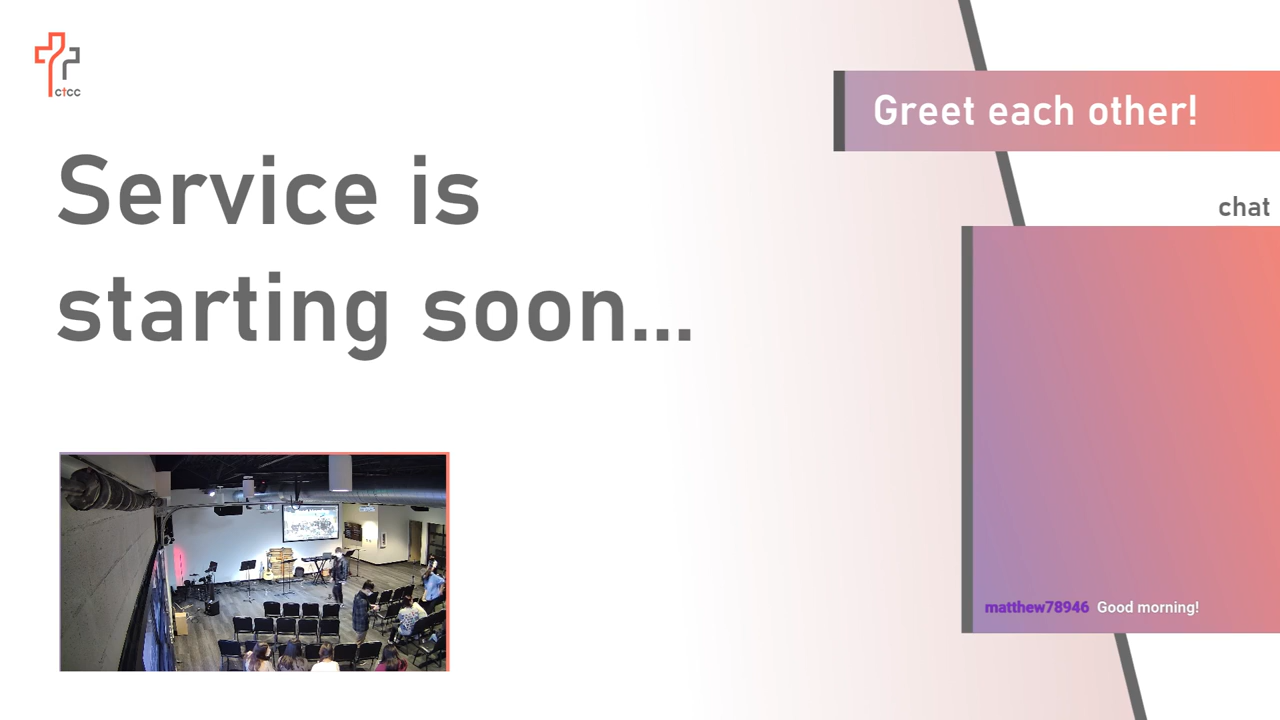 ctcc
Service is
starting soon...
Greet each other!
chat
matthew78946 Good morning!